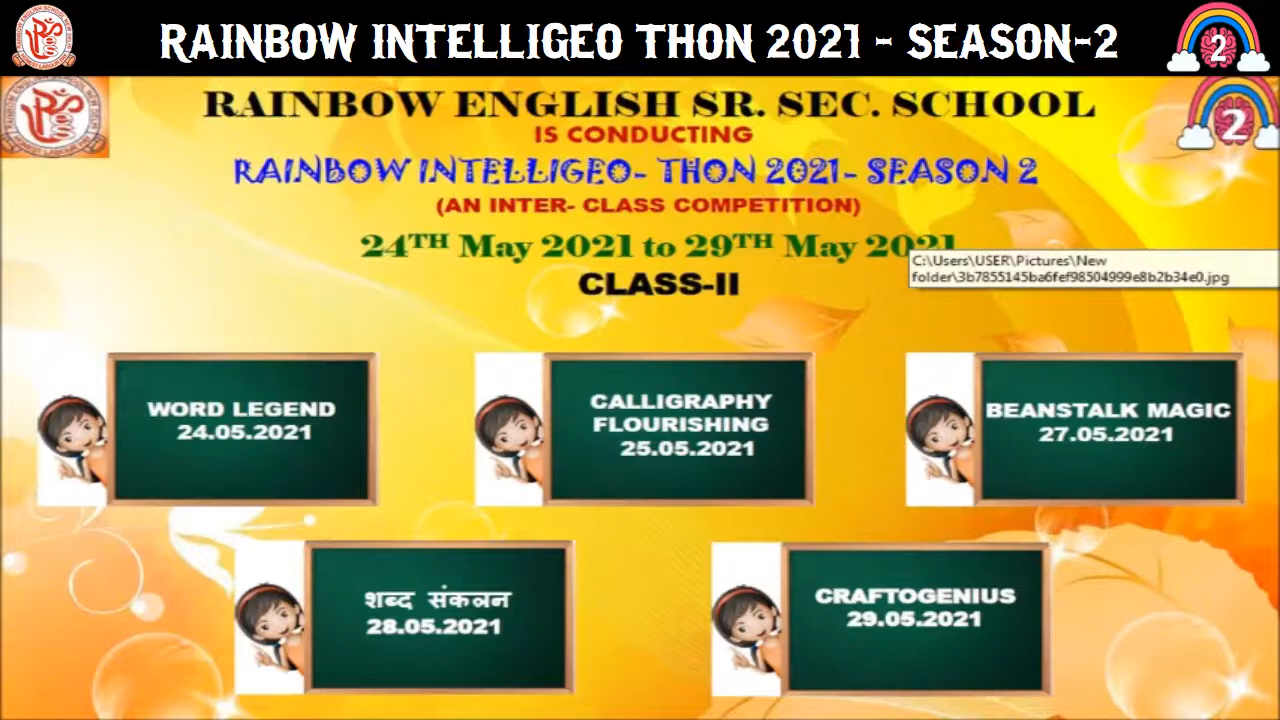 RAINBOW INTELLIGEO THON 2021 - SEASON-2
2
RAINBOW ENGLISH SR. SEC. SCHOOL
2
IS CONDUCTING
RAINBOW INTELLIGEO- THON 2021- SEASON 2
(AN INTER- CLASS COMPETITION)
24TH May 2021 to 29TH May 2021
C:\Users\USER\Pictures\New
folder\3b7855145ba6fef98504999e8b2b34e0.jpg
CLASS-II
WORD LEGEND
24.05.2021
CALLIGRAPHY
FLOURISHING
25.05.2021
BEANSTALK MAGIC
27.05.2021
शब्द संकलन
28.05.2021
CRAFTOGENIUS
29.05.2021